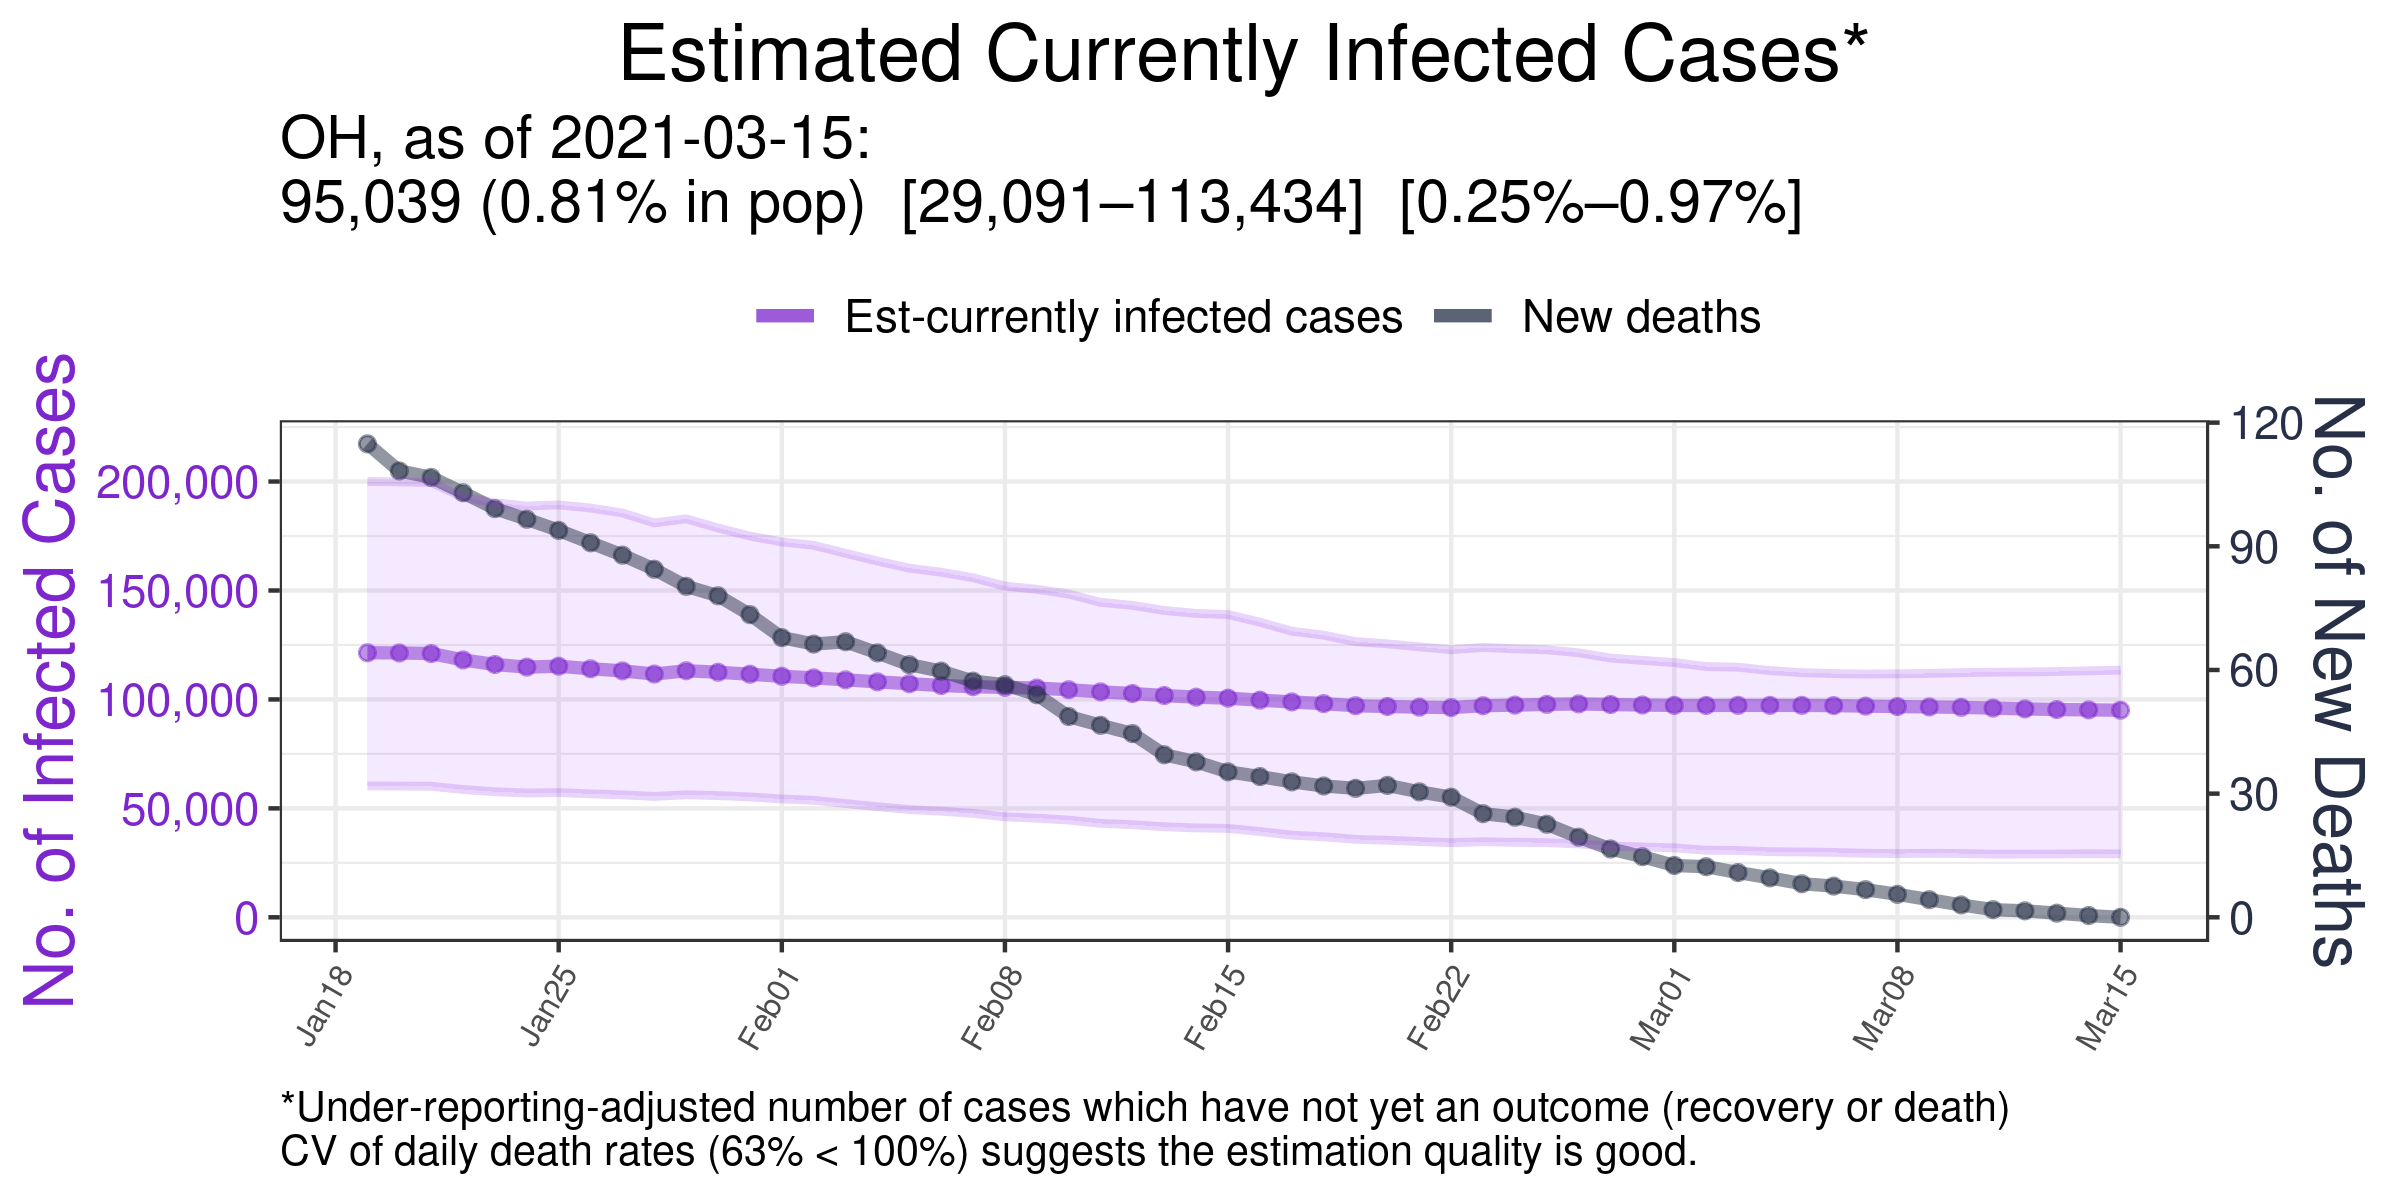 Estimated Currently Infected Cases*
OH, as of 2021-03-15:
95,039 (0.81% in pop)  [29,091–113,434]  [0.25%–0.97%]
Est-currently infected cases
New deaths
No. of Infected Cases
200,000
150,000
100,000
50,000
0
120
90
60
30
0
No. of New Deaths
Jan18
Jan25
Feb01
Feb08
Feb15
Feb22
Mar01
Mar08
Mar15
*Under-reporting-adjusted number of cases which have not yet an outcome (recovery or death)
CV of daily death rates (63% < 100%) suggests the estimation quality is good.